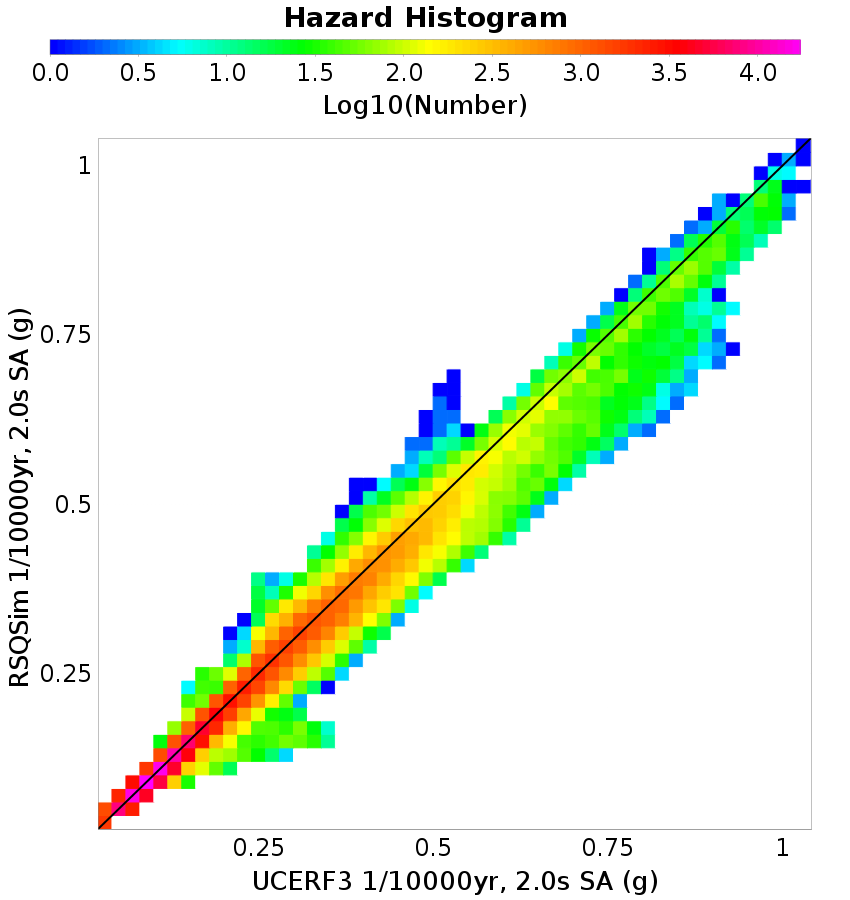 Hazard Histogram
0.0 0.5 1.0 1.5 2.0 2.5 3.0 3.5 4.0
Log10(Number)
1
0.75
0.5
0.25
RSQSim 1/10000yr, 2.0s SA (g)
0.25 0.5 0.75 1
UCERF3 1/10000yr, 2.0s SA (g)